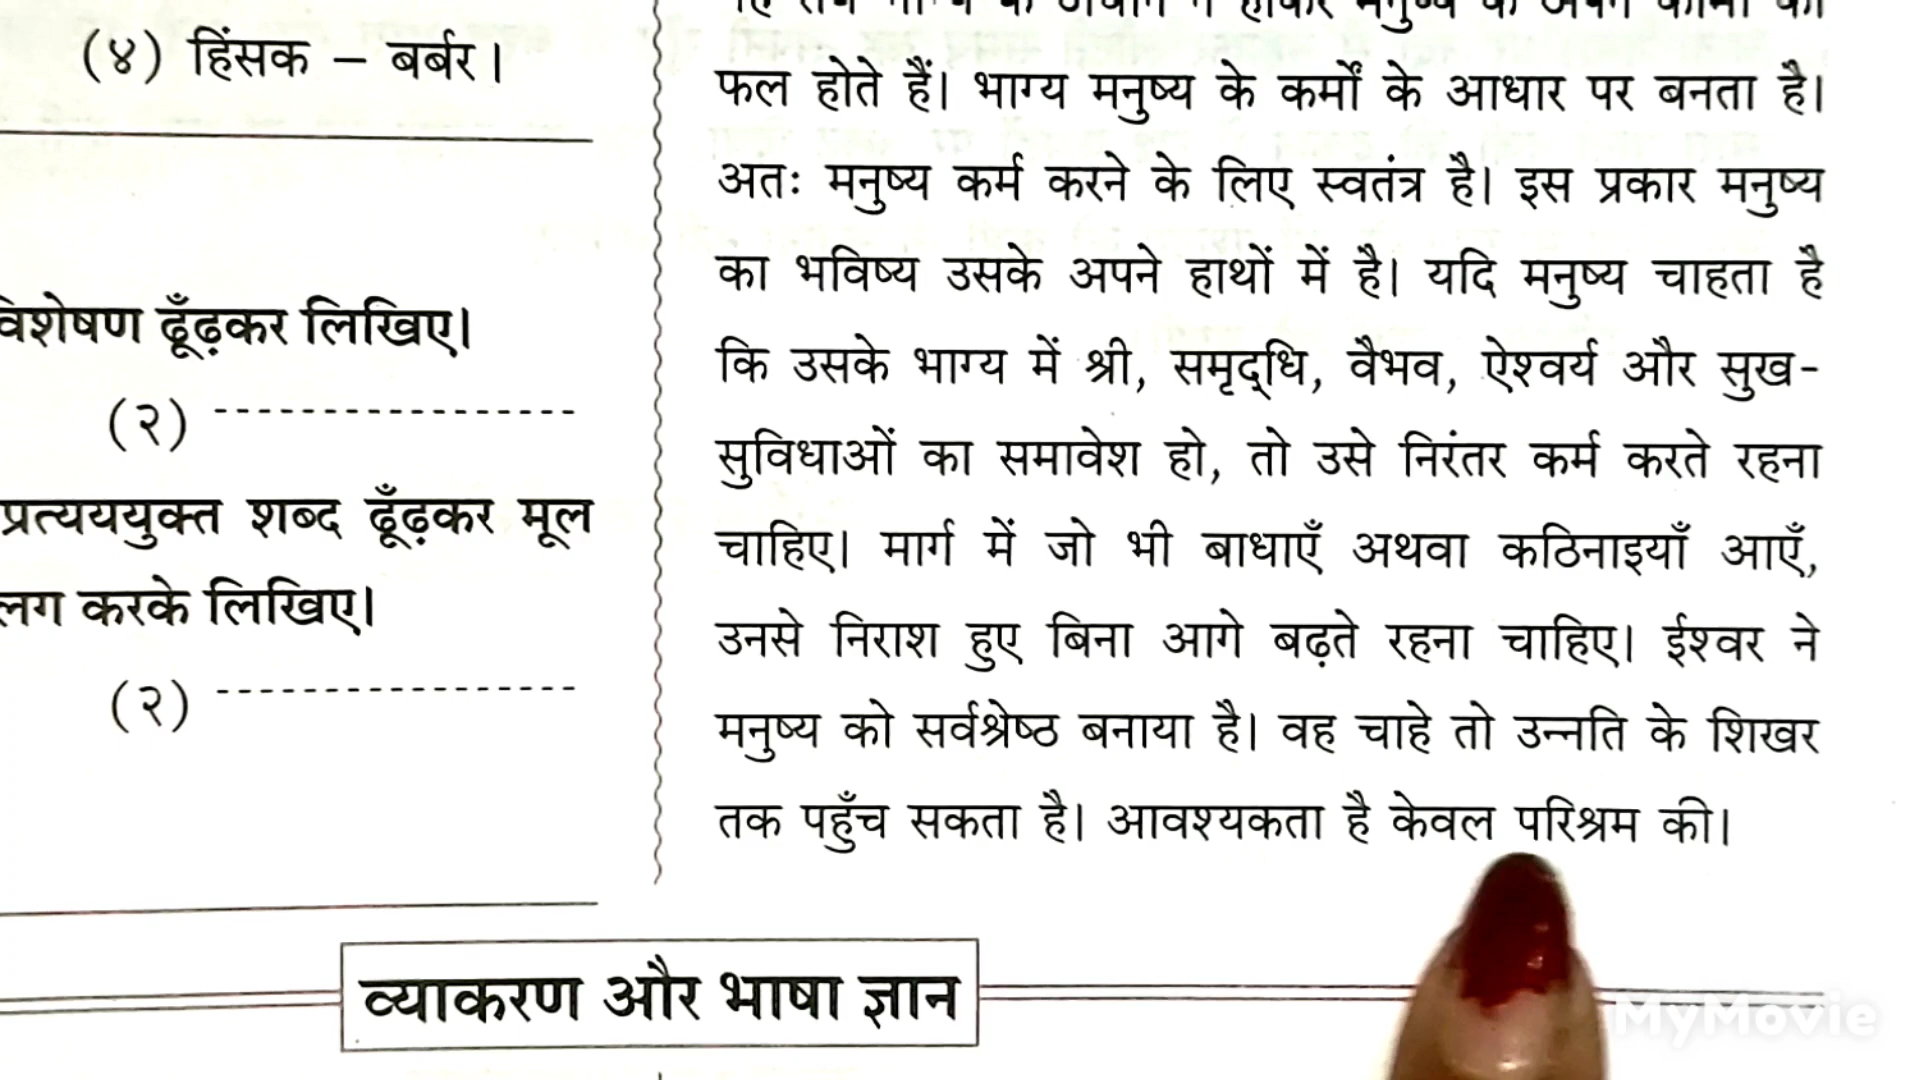 (४) हिंसक – बर्बर।
विशेषण ढूँढ़कर लिखिए।
(२)
प्रत्यययुक्त शब्द ढूँढ़कर मूल
लग करके लिखिए।
(२)
फल होते हैं। भाग्य मनुष्य के कर्मों के आधार पर बनता है।
अतः मनुष्य कर्म करने के लिए स्वतंत्र है। इस प्रकार मनुष्य
का भविष्य उसके अपने हाथों में है। यदि मनुष्य चाहता है
कि उसके भाग्य में श्री, समृद्धि, वैभव, ऐश्वर्य और सुख-
सुविधाओं का समावेश हो, तो उसे निरंतर कर्म करते रहना
चाहिए। मार्ग में जो भी बाधाएँ अथवा कठिनाइयाँ आएँ,
उनसे निराश हुए बिना आगे बढ़ते रहना चाहिए। ईश्वर ने
मनुष्य को सर्वश्रेष्ठ बनाया है। वह चाहे तो उन्नति के शिखर
तक पहुँच सकता है। आवश्यकता है केवल परिश्रम की।
व्याकरण और भाषा ज्ञान
MyMovie